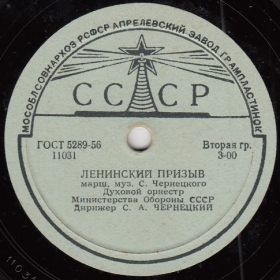 МОСОБЛСОВНАРХОЗ РСФСР АПРЕЛЕВСКИЙ ЗАВОД ГРАМПЛАСТИНОК
СССР
ГОСТ 5289-56
11031
Вторая гр.
3-00
ЛЕНИНСКИЙ ПРИЗЫВ
марш, муз. С. Чернецкого
Духовой оркестр
Министерства Обороны СССР
Дирижер С. А. ЧЕРНЕЦКИЙ